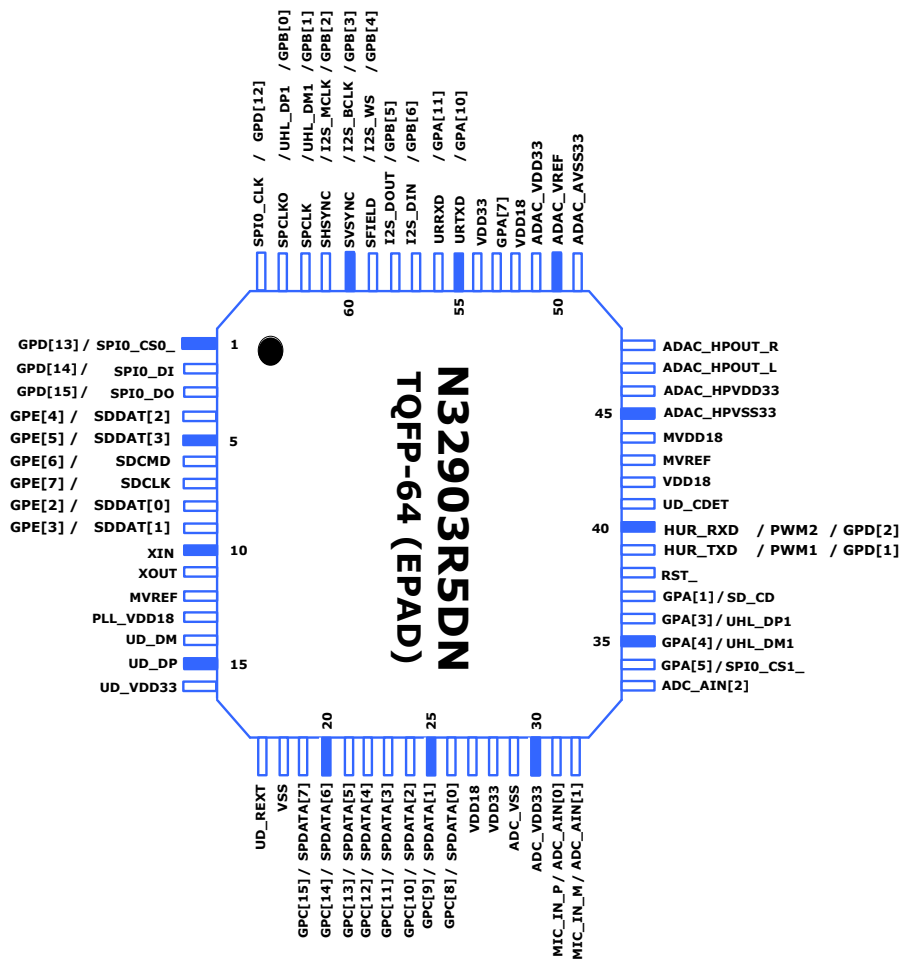 SPI0_CLK / GPD[12]
SPCLKO /UHL_DP1 /GPB[0]
SPCLK /UHL_DM1 /GPB[1]
SHSYNC /I2S_MCLK /GPB[2]
SVSYNC /I2S_BCLK /GPB[3]
SFIELD /I2S_WS /GPB[4]
I2S_DOUT /GPB[5]
I2S_DIN /GPB[6]
URRXD /GPA[11]
URTXD /GPA[10]
VDD33
GPA[7]
VDD18
ADAC_VDD33
ADAC_VREF
ADAC_AVSS33
60
55
50
GPD[13] / SPI0_CS0_ 1
GPD[14] / SPI0_DI
GPD[15] / SPI0_DO
GPE[4] / SDDAT[2]
GPE[5] / SDDAT[3] 5
GPE[6] / SDCMD
GPE[7] / SDCLK
GPE[2] / SDDAT[0]
GPE[3] / SDDAT[1]
XIN 10
XOUT
MVREF
PLL_VDD18
UD_DM
UD_DP 15
UD_VDD33
N32903R5DN
TQFP-64 (EPAD)
ADAC_HPOUT_R
ADAC_HPOUT_L
ADAC_HPVDD33
45 ADAC_HPVSS33
MVDD18
MVREF
VDD18
UD_CDET
40 HUR_RXD / PWM2 / GPD[2]
HUR_TXD / PWM1 / GPD[1]
RST_
GPA[1] / SD_CD
GPA[3] / UHL_DP1
35 GPA[4] / UHL_DM1
GPA[5] / SPI0_CS1_
ADC_AIN[2]
20
25
30
UD_REXT
VSS
GPC[15] / SPDATA[7]
GPC[14] / SPDATA[6]
GPC[13] / SPDATA[5]
GPC[12] / SPDATA[4]
GPC[11] / SPDATA[3]
GPC[10] / SPDATA[2]
GPC[9] / SPDATA[1]
GPC[8] / SPDATA[0]
VDD18
VDD33
ADC_VSS
ADC_VDD33
MIC_IN_P / ADC_AIN[0]
MIC_IN_M / ADC_AIN[1]